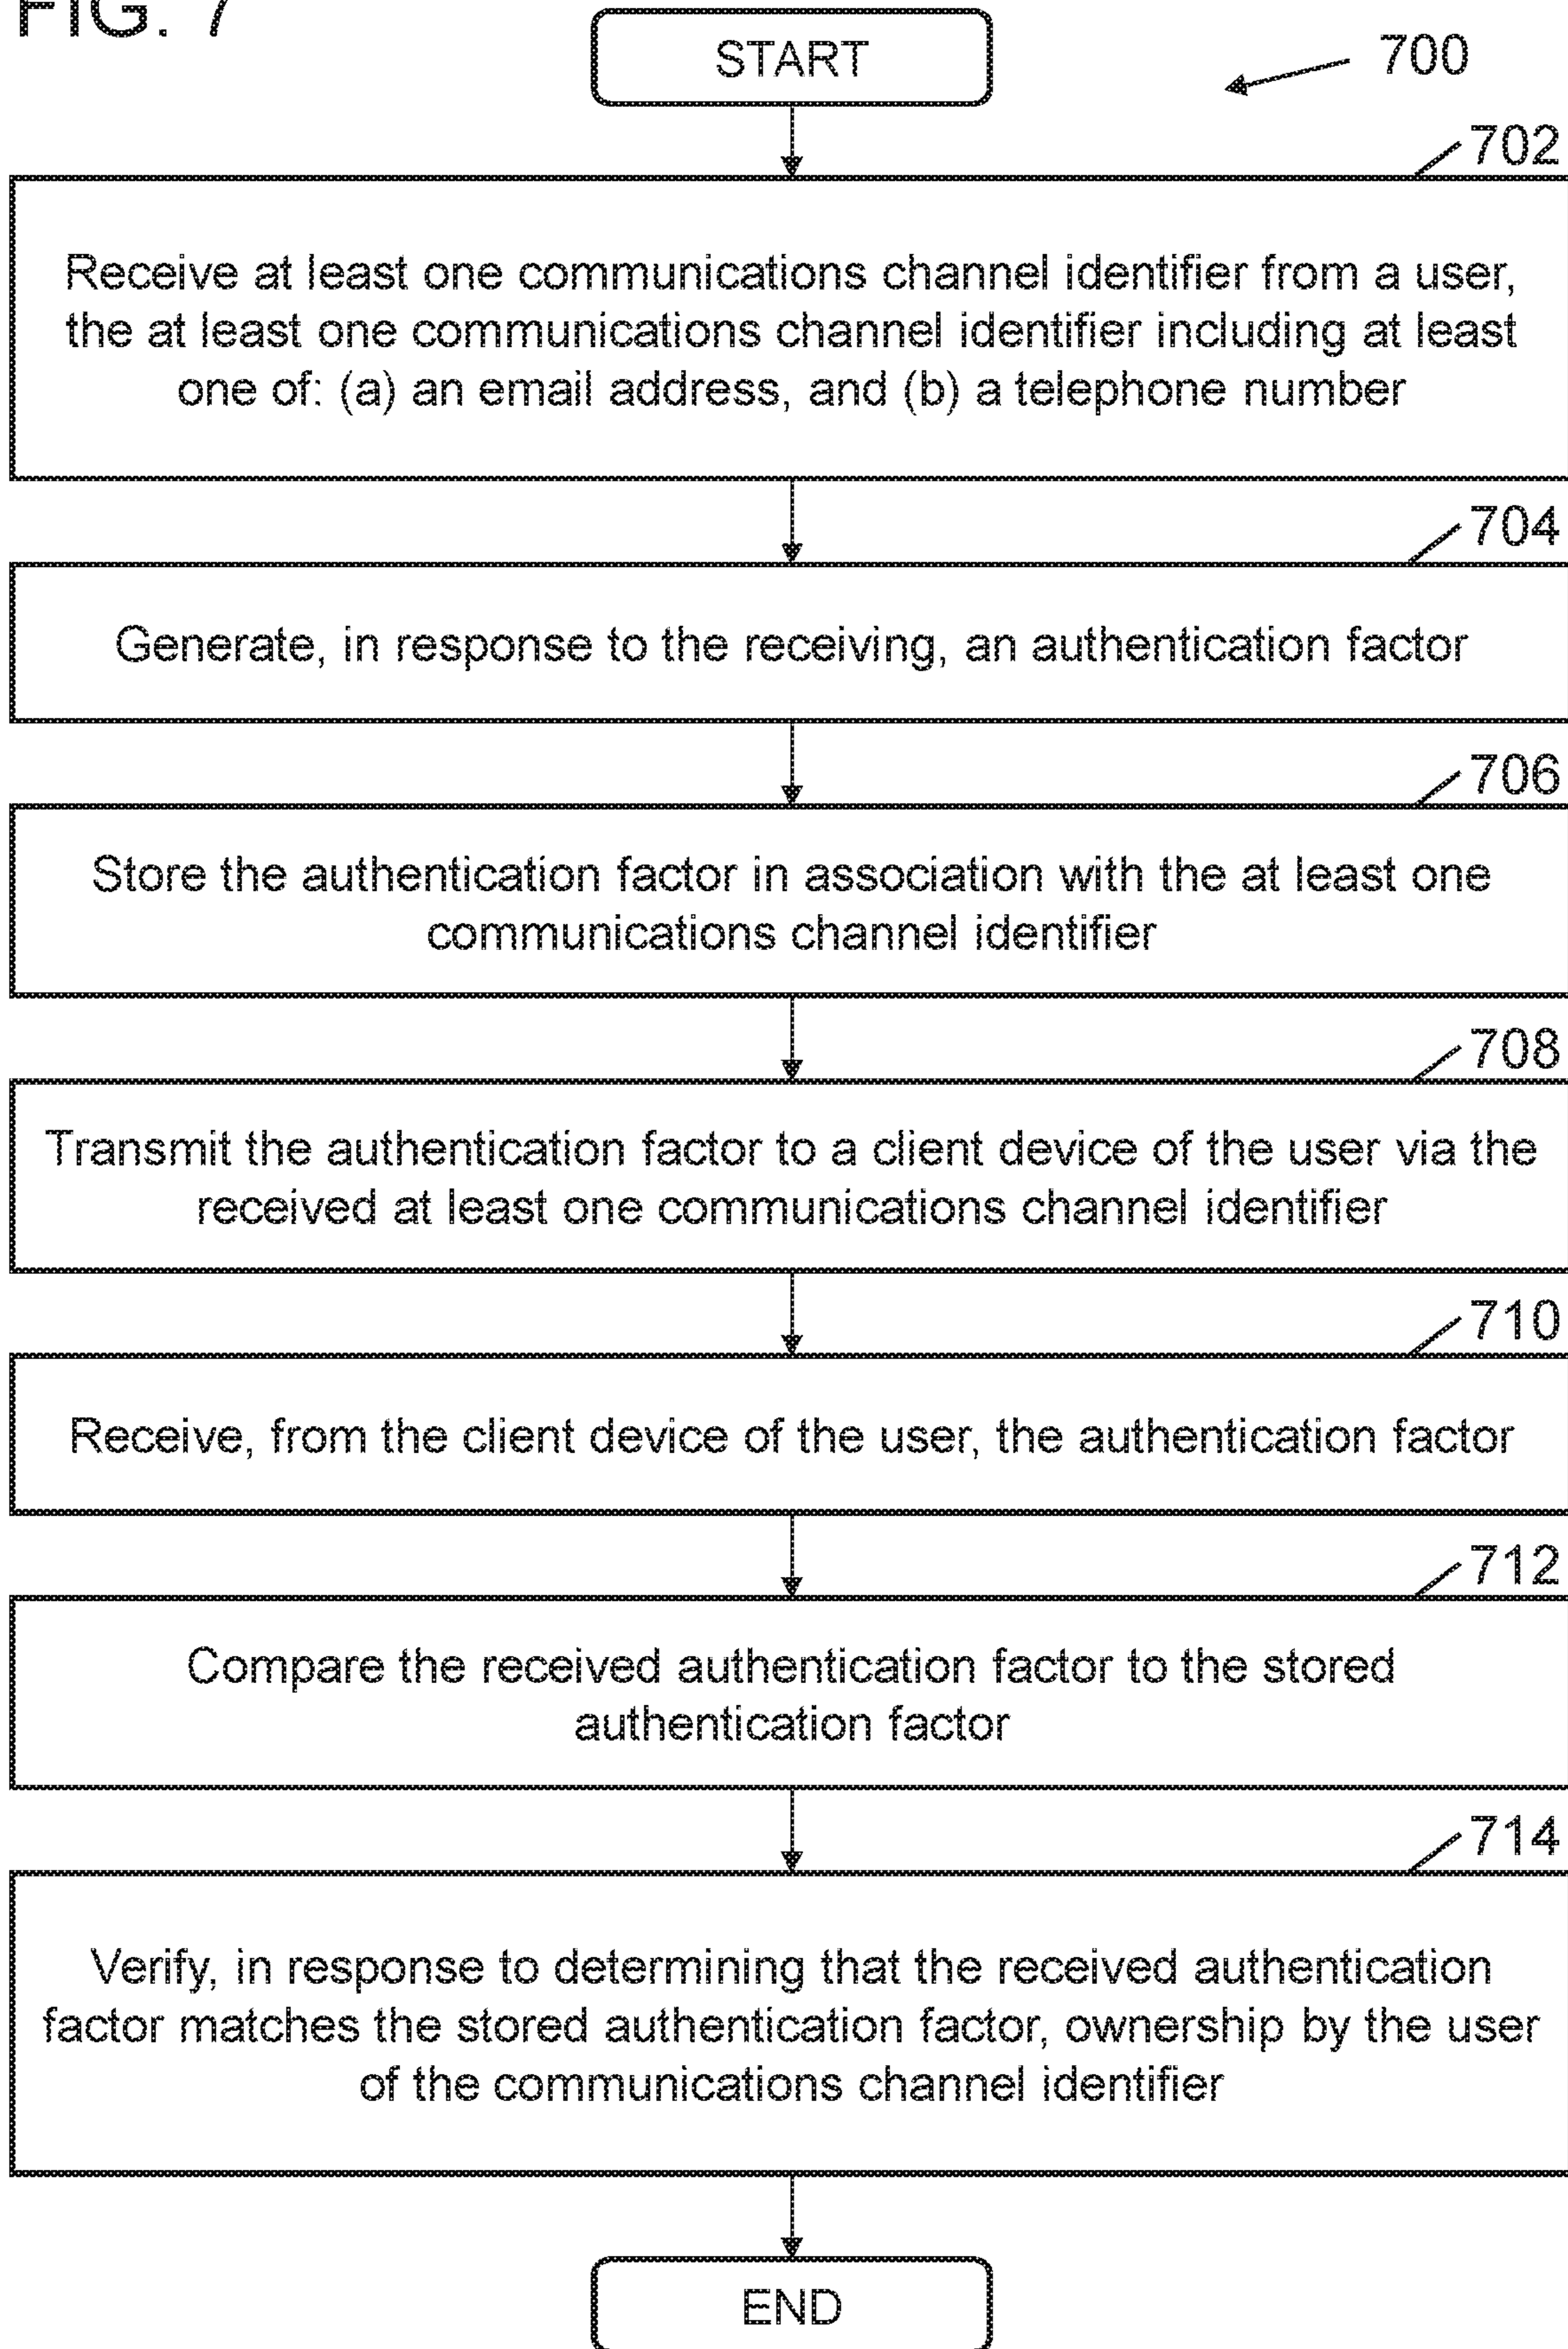 FIG. 7
START
700
702
Receive at least one communications channel identifier from a user,
the at least one communications channel identifier including at least
one of: (a) an email address, and (b) a telephone number
704
Generate, in response to the receiving, an authentication factor
706
Store the authentication factor in association with the at least one
communications channel identifier
708
Transmit the authentication factor to a client device of the user via the
received at least one communications channel identifier
710
Receive, from the client device of the user, the authentication factor
712
Compare the received authentication factor to the stored
authentication factor
714
Verify, in response to determining that the received authentication
factor matches the stored authentication factor, ownership by the user
of the communications channel identifier
END